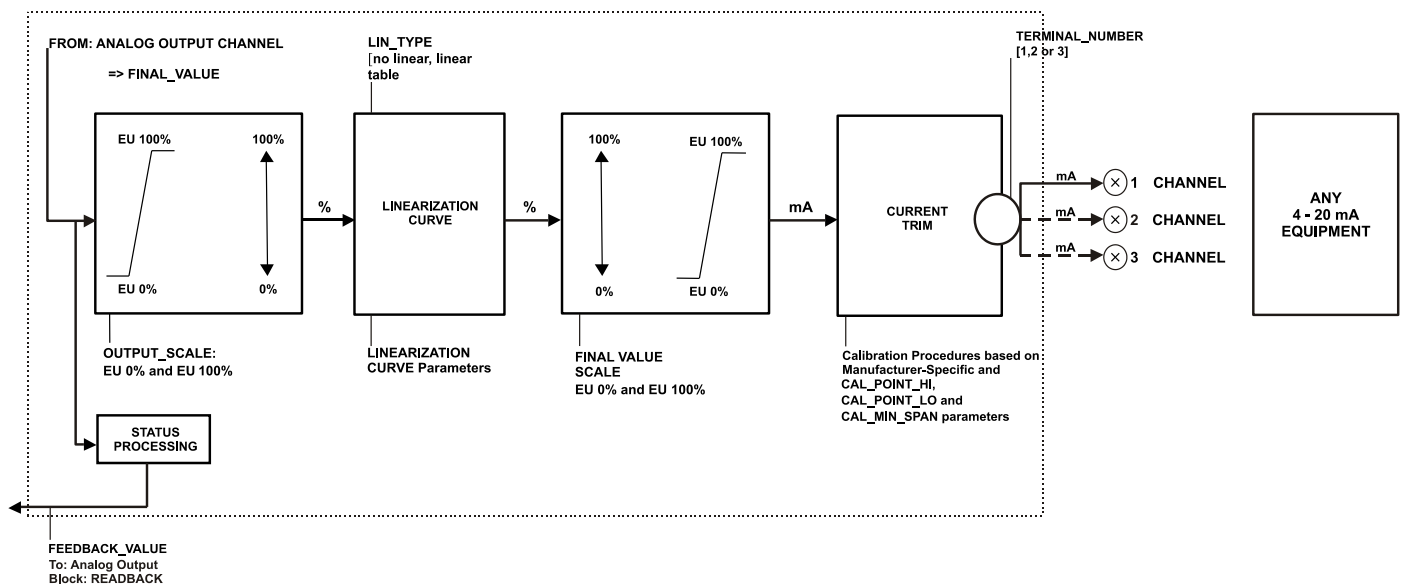 FROM: ANALOG OUTPUT CHANNEL
=> FINAL_VALUE
LIN_TYPE
[no linear, linear
table
TERMINAL_NUMBER
[1,2 or 3]
EU 100%
100%
EU 0%
0%
%
LINEARIZATION
CURVE
%
100%
EU 100%
0%
EU 0%
mA
CURRENT
TRIM
mA
1 CHANNEL
mA
2 CHANNEL
mA
3 CHANNEL
ANY
4 - 20 mA
EQUIPMENT
OUTPUT_SCALE:
EU 0% and EU 100%
LINEARIZATION
CURVE Parameters
FINAL VALUE
SCALE
EU 0% and EU 100%
Calibration Procedures based on
Manufacturer-Specific and
CAL_POINT_HI,
CAL_POINT_LO and
CAL_MIN_SPAN parameters
STATUS
PROCESSING
FEEDBACK_VALUE
To: Analog Output
Block: READBACK